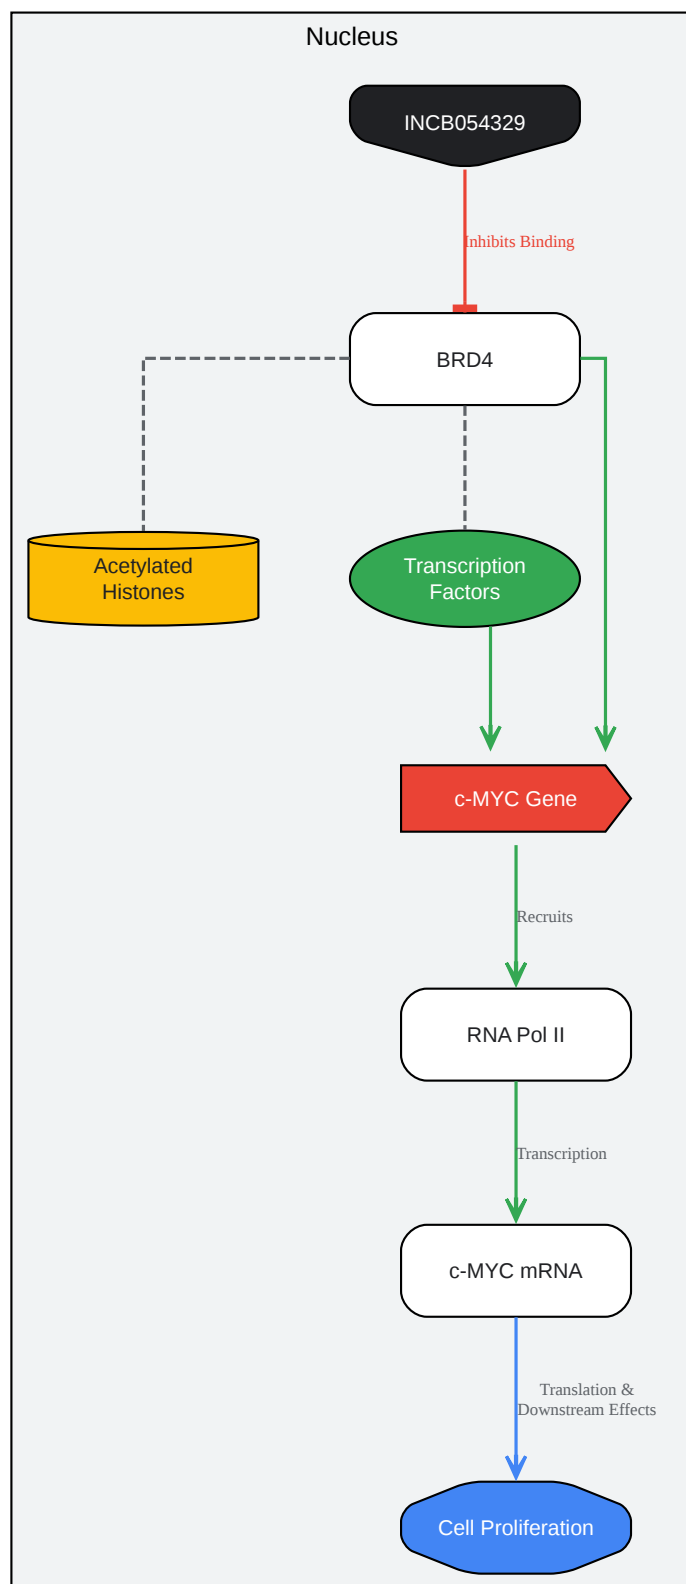 Nucleus
INCB054329
Inhibits Binding
BRD4
Acetylated
Histones
Transcription
Factors
c-MYC Gene
Recruits
RNA Pol II
Transcription
c-MYC mRNA
Translation &
Downstream Effects
Cell Proliferation